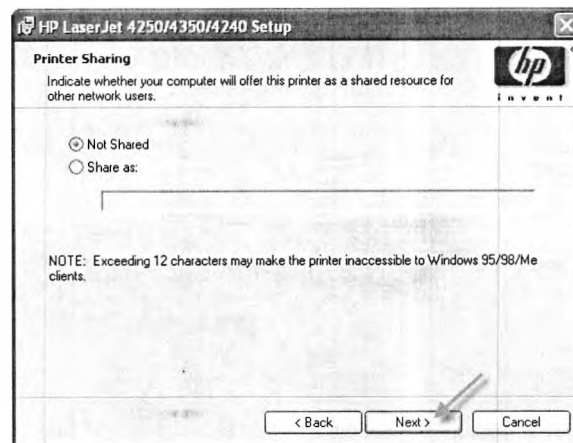 HP LaserJet 4250/4350/4240 Setup
Printer Sharing
Indicate whether your computer will offer this printer as a shared resource for
other network users.
hp
invent
Not Shared
Share as:
NOTE: Exceeding 12 characters may make the printer inaccessible to Windows 95/98/Me
clients.
< Back
Next >
Cancel